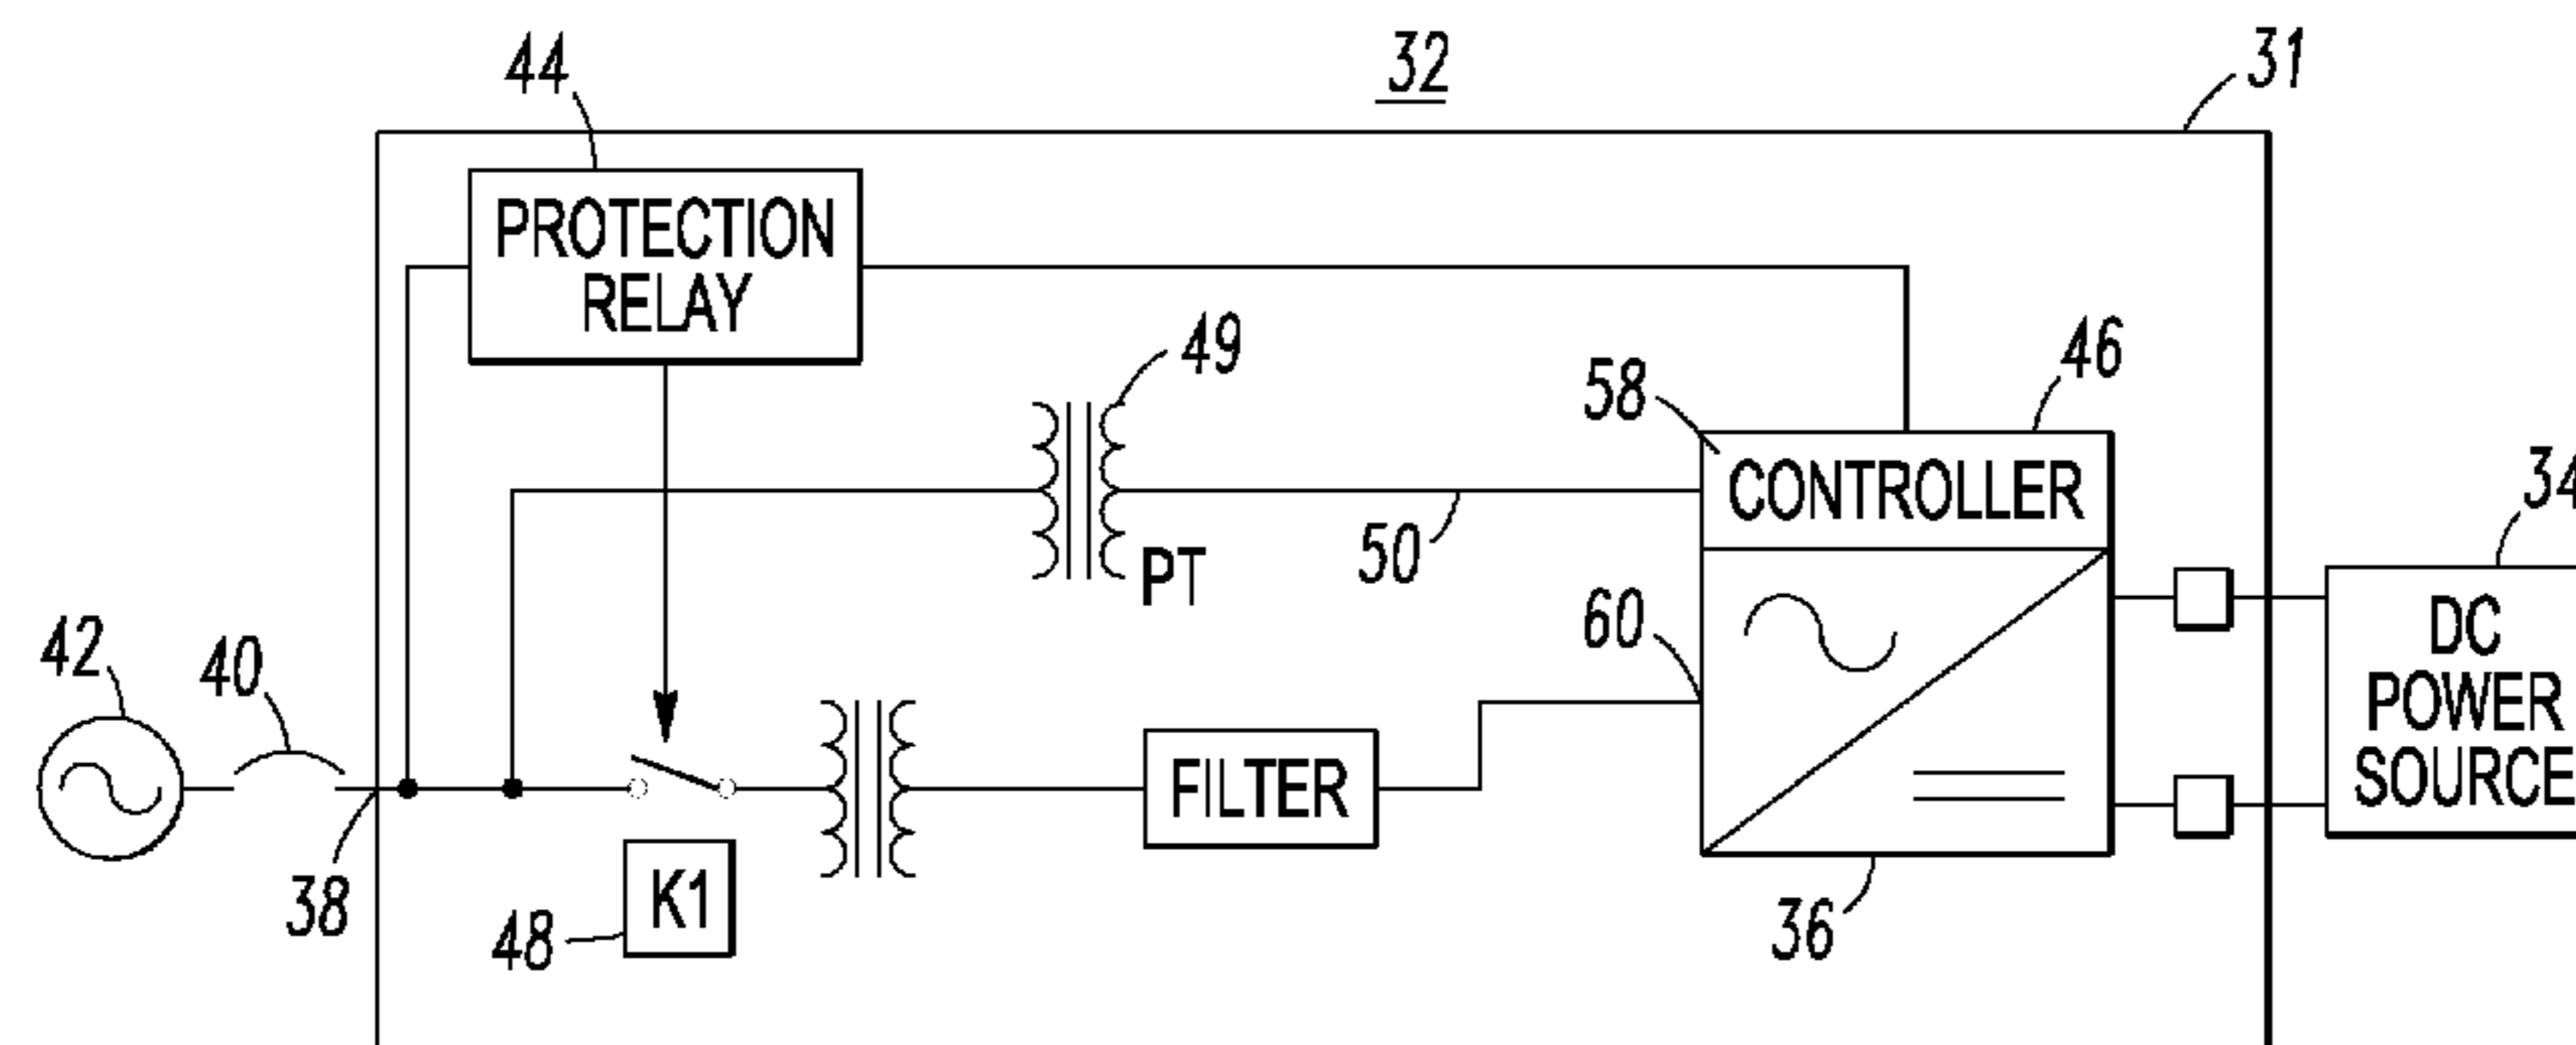 44
32
31
PROTECTION
RELAY
49
46
58
CONTROLLER
34
50
PT
60
42
40
DC
POWER
SOURCE
FILTER
38
K1
48
36